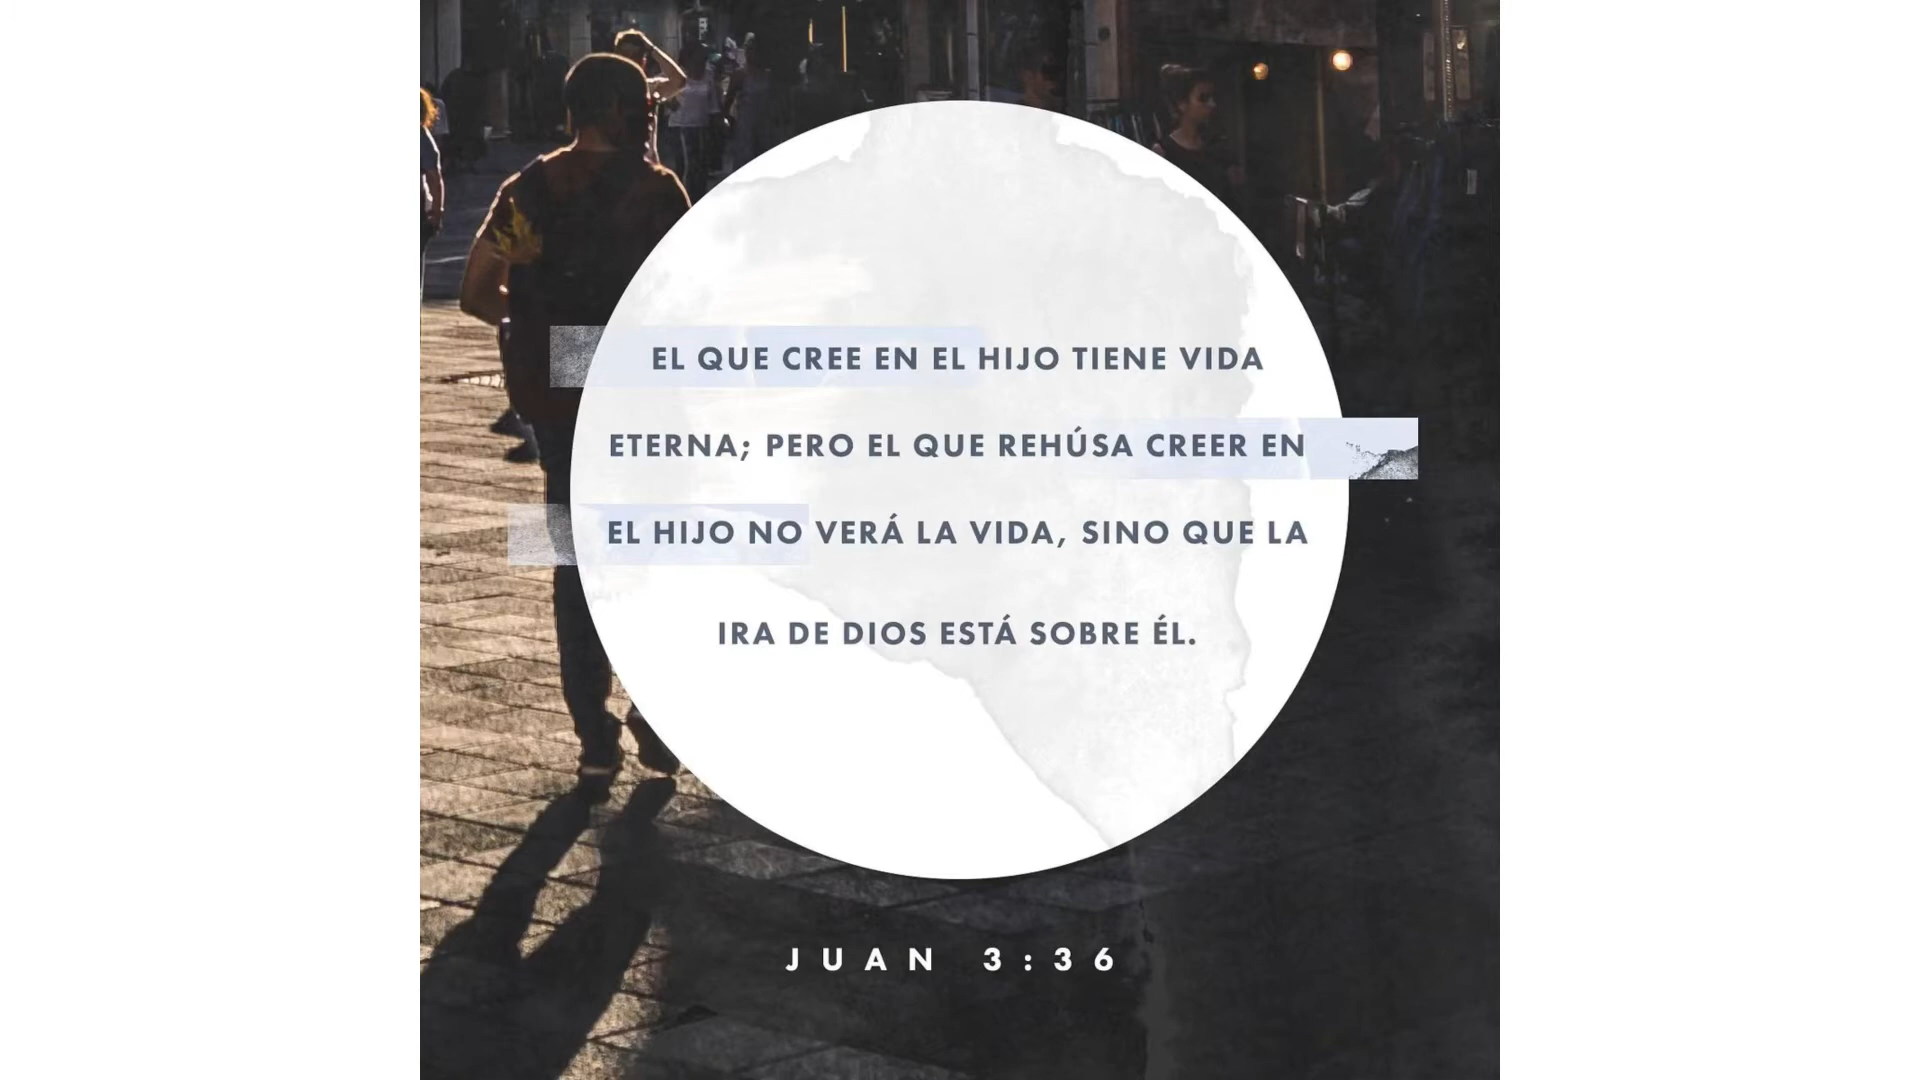 EL QUE CREE EN EL HIJO TIENE VIDA
ETERNA; PERO EL QUE REHÚSA CREER EN
EL HIJO NO VERÁ LA VIDA, SINO QUE LA
IRA DE DIOS ESTÁ SOBRE ÉL.
JUAN 3:36